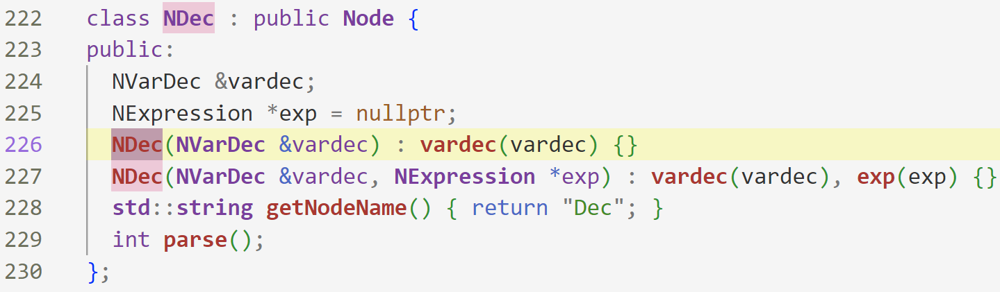 222 class NDec : public Node {
223 public:
224 NVarDec &vardec;
225 NExpression *exp = nullptr;
226 NDec(NVarDec &vardec) : vardec(vardec) {}
227 NDec(NVarDec &vardec, NExpression *exp) : vardec(vardec), exp(exp) {}
228 std::string getNodeName() { return "Dec"; }
229 int parse();
230 };